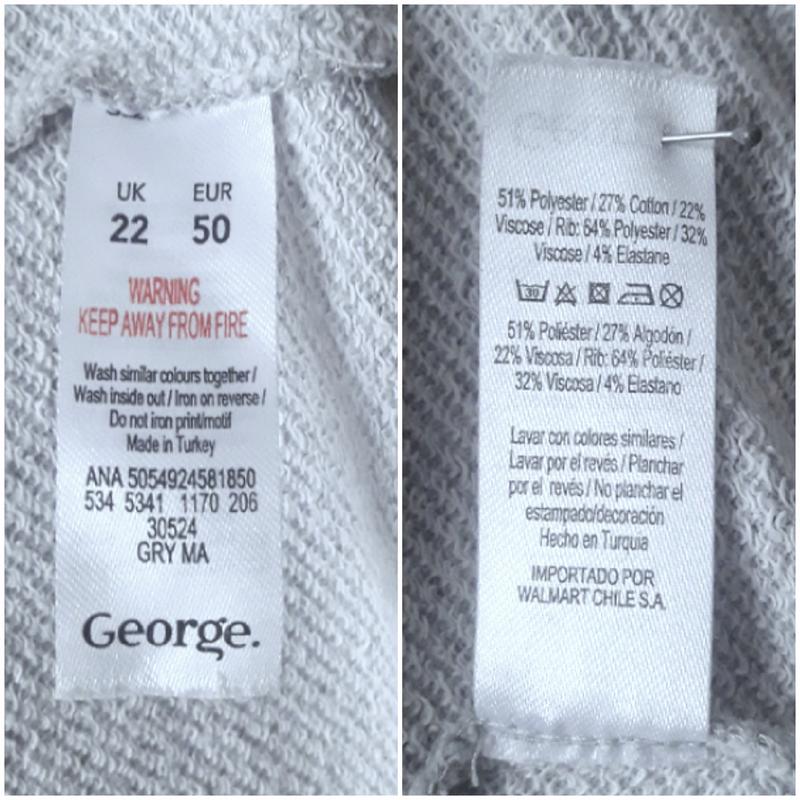 UK EUR
22 50
WARNING
KEEP AWAY FROM FIRE
Wash similar colours together /
Wash inside out / Iron on reverse /
Do not iron print/motif
Made in Turkey
ANA 5054924581850
534 5341 1170 206
30524
GRY MA
George.
51% Polyester / 27% Cotton / 22%
Viscose / Rib: 64% Polyester / 32%
Viscose / 4% Elastane
30
51% Poliéster / 27% Algodón /
22% Viscosa / Rib: 64% Poliéster /
32% Viscosa / 4% Elastano
Lavar con colores similares /
Lavar por el revés / Planchar
por el revés / No planchar el
estampado/decoración
Hecho en Turquia
IMPORTADO POR
WALMART CHILE S.A.